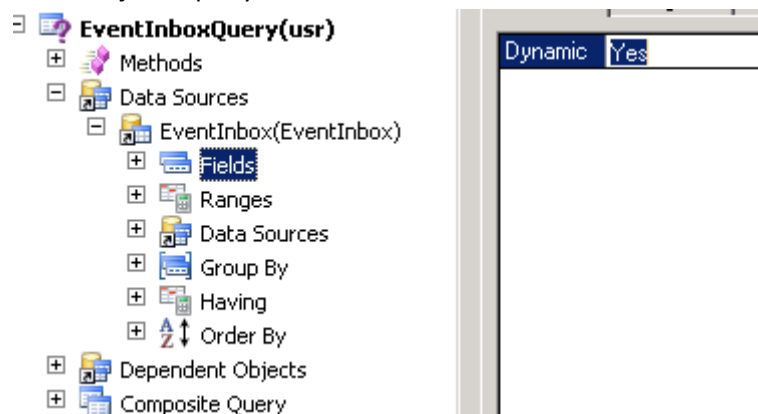 EventInboxQuery(usr)
Methods
Data Sources
EventInbox(EventInbox)
Fields
Ranges
Data Sources
Group By
Having
Order By
Dependent Objects
Composite Query
Dynamic Yes